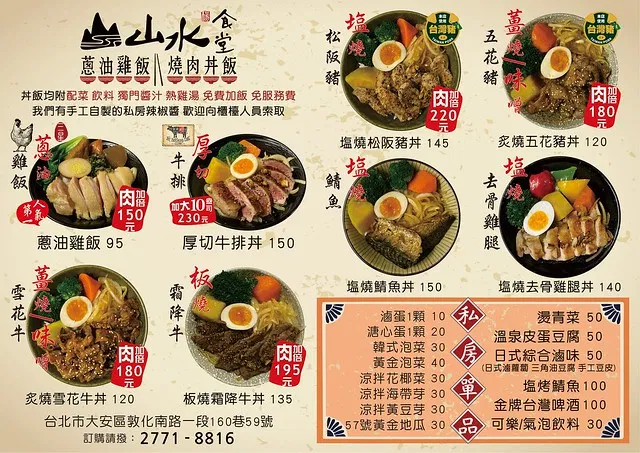 山水食堂
蔥油雞飯 燒肉丼飯
丼飯均附配菜 飲料 獨門醬汁 熱雞湯 免費加飯 免服務費
我們有手工自製的私房辣椒醬 歡迎向櫃檯人員索取
蔥油
雞飯
人氣第一
肉加倍
150元
蔥油雞飯 95
厚切
牛排
加大10盎司
230元
厚切牛排丼 150
薑燒/味噌
雪花牛
肉加倍
180元
炙燒雪花牛丼 120
板燒
霜降牛
肉加倍
195元
板燒霜降牛丼 135
塩燒
松阪豬
台灣豬
肉加倍
220元
塩燒松阪豬丼 145
薑燒/味噌
五花豬
台灣豬
肉加倍
180元
炙燒五花豬丼 120
塩燒
鯖魚
塩燒鯖魚丼 150
塩燒
去骨雞腿
塩燒去骨雞腿丼 140
私房單品
滷蛋1顆 10
溏心蛋1顆 20
韓式泡菜 30
黃金泡菜 40
涼拌花椰菜 30
涼拌海帶芽 30
涼拌黃豆芽 30
57號黃金地瓜 30
燙青菜 50
溫泉皮蛋豆腐 50
日式綜合滷味 50
(日式滷蘿蔔 三角油豆腐 手工豆皮)
塩烤鯖魚 100
金牌台灣啤酒 100
可樂/氣泡飲料 30
台北市大安區敦化南路一段160巷59號
訂購請撥：2771-8816